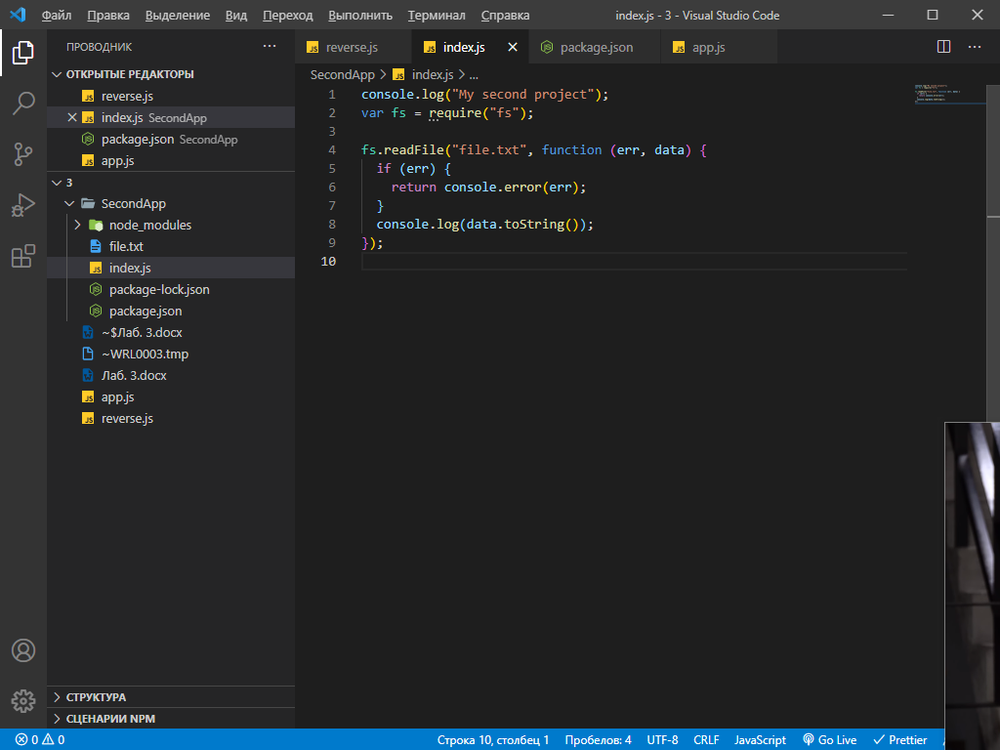 Файл Правка Выделение Вид Переход Выполнить Терминал Справка index.js - 3 - Visual Studio Code
ПРОВОДНИК
ОТКРЫТЫЕ РЕДАКТОРЫ
reverse.js
index.js SecondApp
package.json SecondApp
app.js
3
SecondApp
node_modules
file.txt
index.js
package-lock.json
package.json
~$Лаб. 3.docx
~WRL0003.tmp
Лаб. 3.docx
app.js
reverse.js
СТРУКТУРА
СЦЕНАРИИ NPM
reverse.js index.js package.json app.js
SecondApp > index.js > ...
1 console.log("My second project");
2 var fs = require("fs");
3
4 fs.readFile("file.txt", function (err, data) {
5 if (err) {
6 return console.error(err);
7 }
8 console.log(data.toString());
9 });
10
0 0 Строка 10, столбец 1 Пробелов: 4 UTF-8 CRLF JavaScript Go Live Prettier